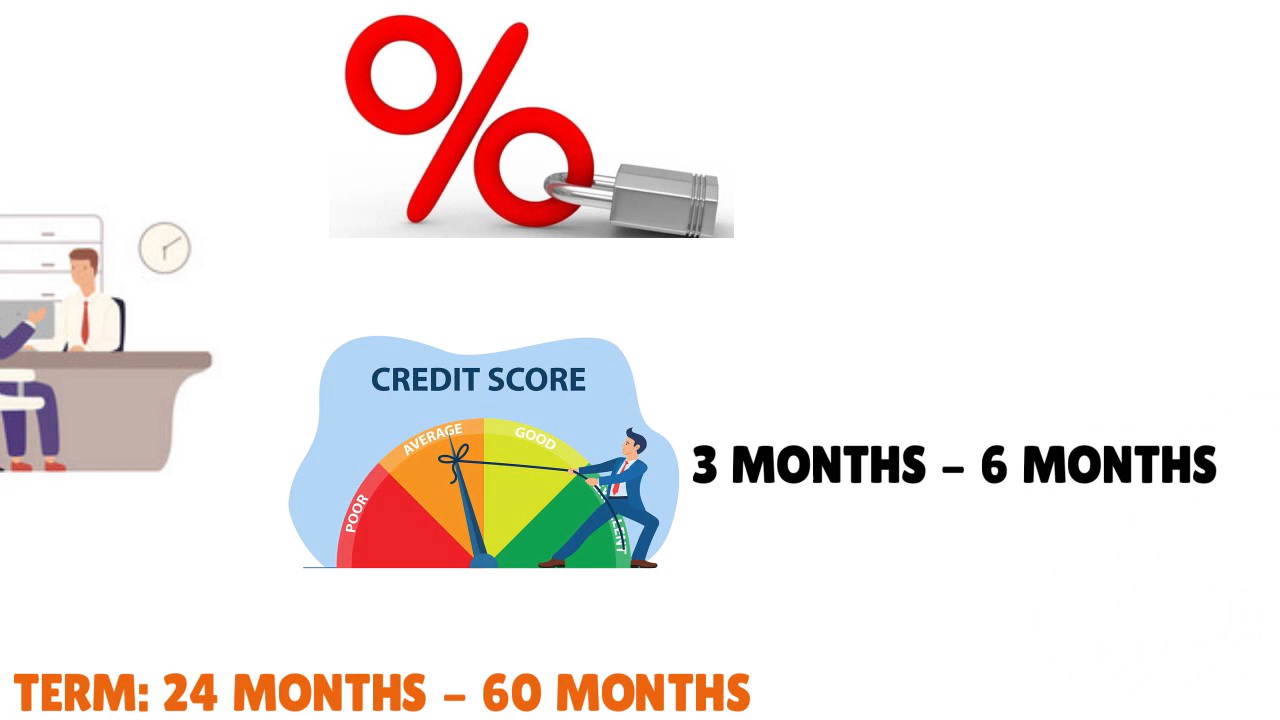 %
CREDIT SCORE
POOR
AVERAGE
GOOD
3 MONTHS – 6 MONTHS
TERM: 24 MONTHS – 60 MONTHS